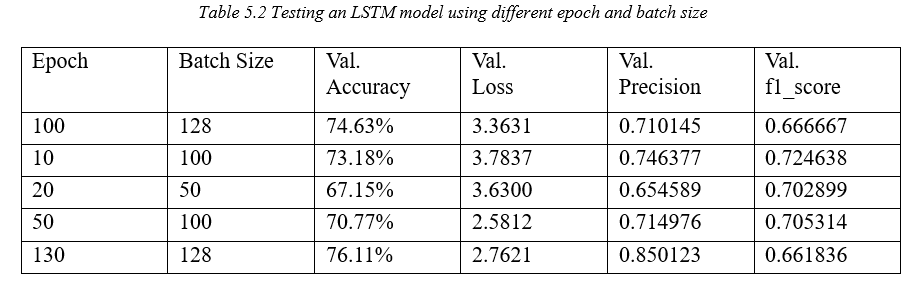 Table 5.2 Testing an LSTM model using different epoch and batch size
Epoch Batch Size Val. Accuracy Val. Loss Val. Precision Val. f1_score
100 128 74.63% 3.3631 0.710145 0.666667
10 100 73.18% 3.7837 0.746377 0.724638
20 50 67.15% 3.6300 0.654589 0.702899
50 100 70.77% 2.5812 0.714976 0.705314
130 128 76.11% 2.7621 0.850123 0.661836